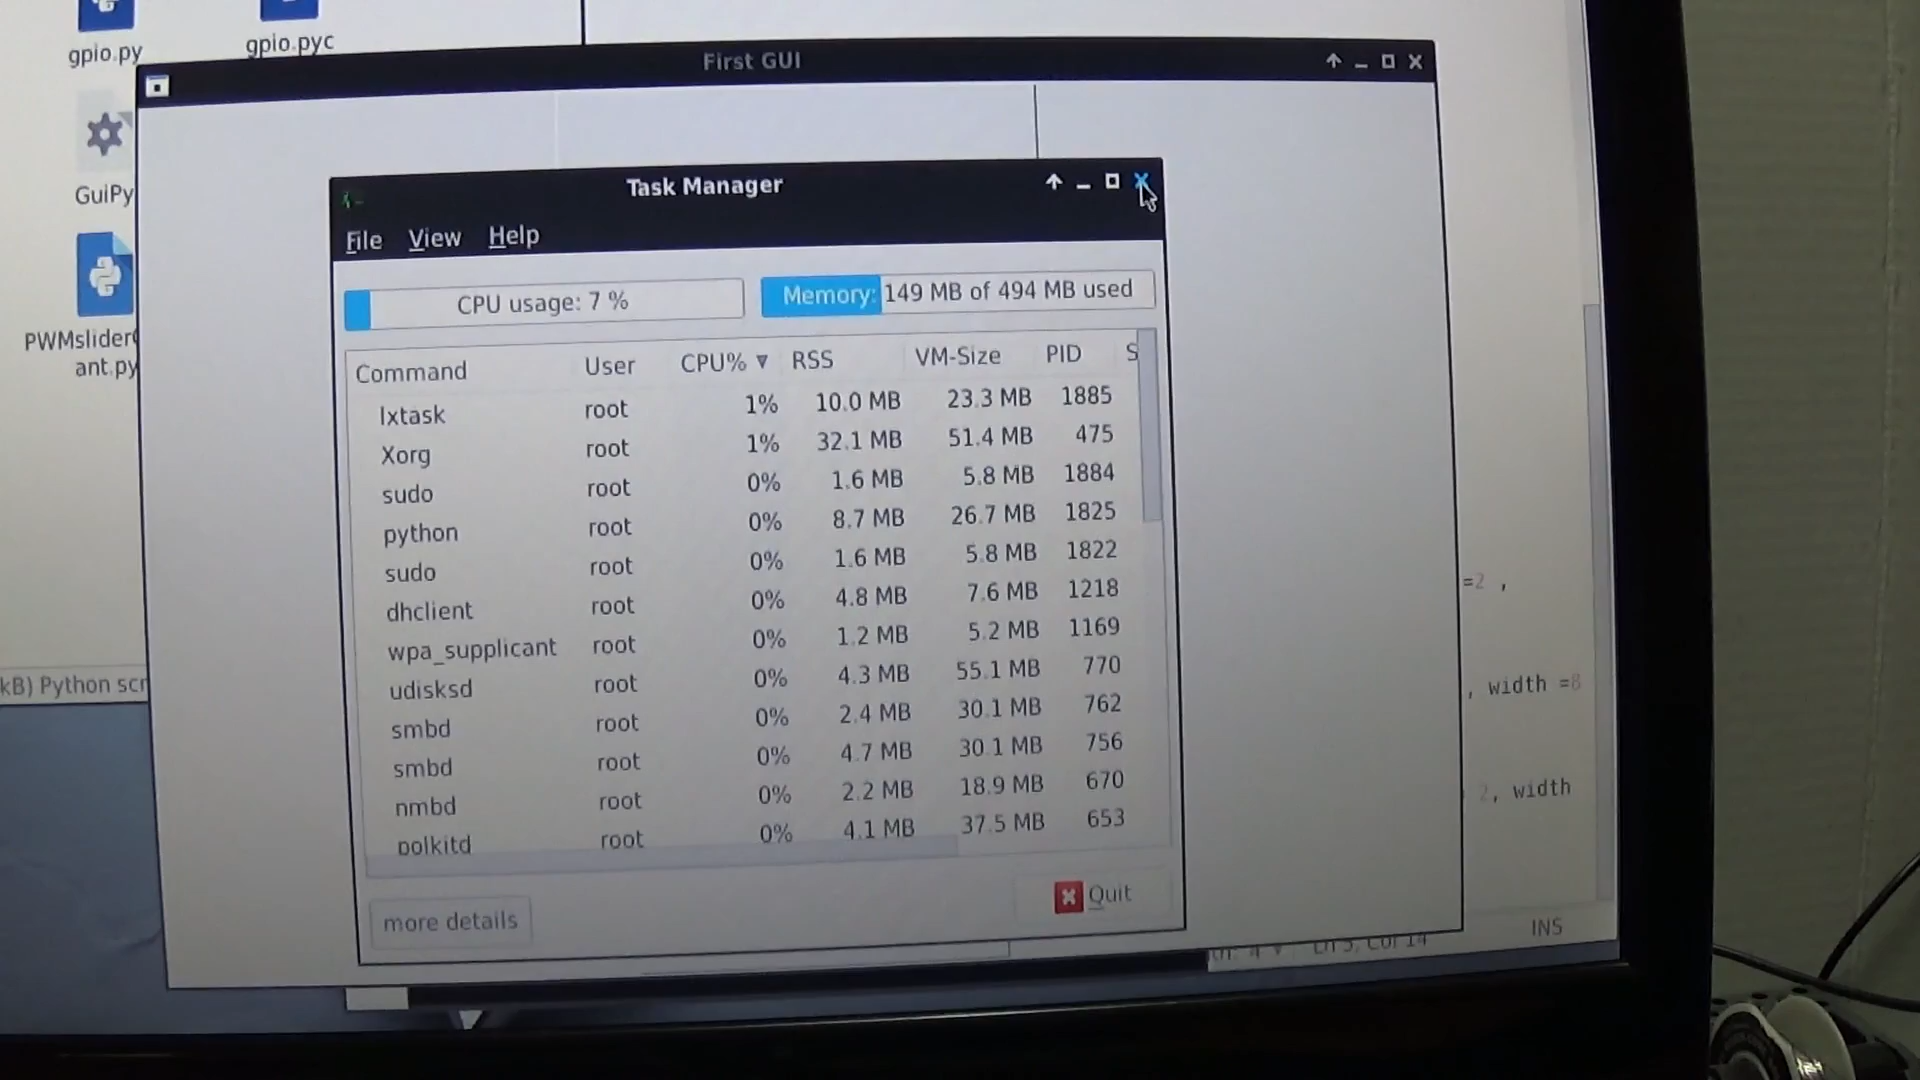 gpio.py
gpio.pyc
GuiPy
ant.py
First GUI
Task Manager
File View Help
CPU usage: 7 %
Memory: 149 MB of 494 MB used
Command User CPU% RSS VM-Size PID S
lxtask root 1% 10.0 MB 23.3 MB 1885
Xorg root 1% 32.1 MB 51.4 MB 475
sudo root 0% 1.6 MB 5.8 MB 1884
python root 0% 8.7 MB 26.7 MB 1825
sudo root 0% 1.6 MB 5.8 MB 1822
dhclient root 0% 4.8 MB 7.6 MB 1218
wpa_supplicant root 0% 1.2 MB 5.2 MB 1169
udisksd root 0% 4.3 MB 55.1 MB 770
smbd root 0% 2.4 MB 30.1 MB 762
smbd root 0% 4.7 MB 30.1 MB 756
nmbd root 0% 2.2 MB 18.9 MB 670
polkitd root 0% 4.1 MB 37.5 MB 653
more details
Quit
kB) Python scr
=2 ,
, width =8
2, width
INS